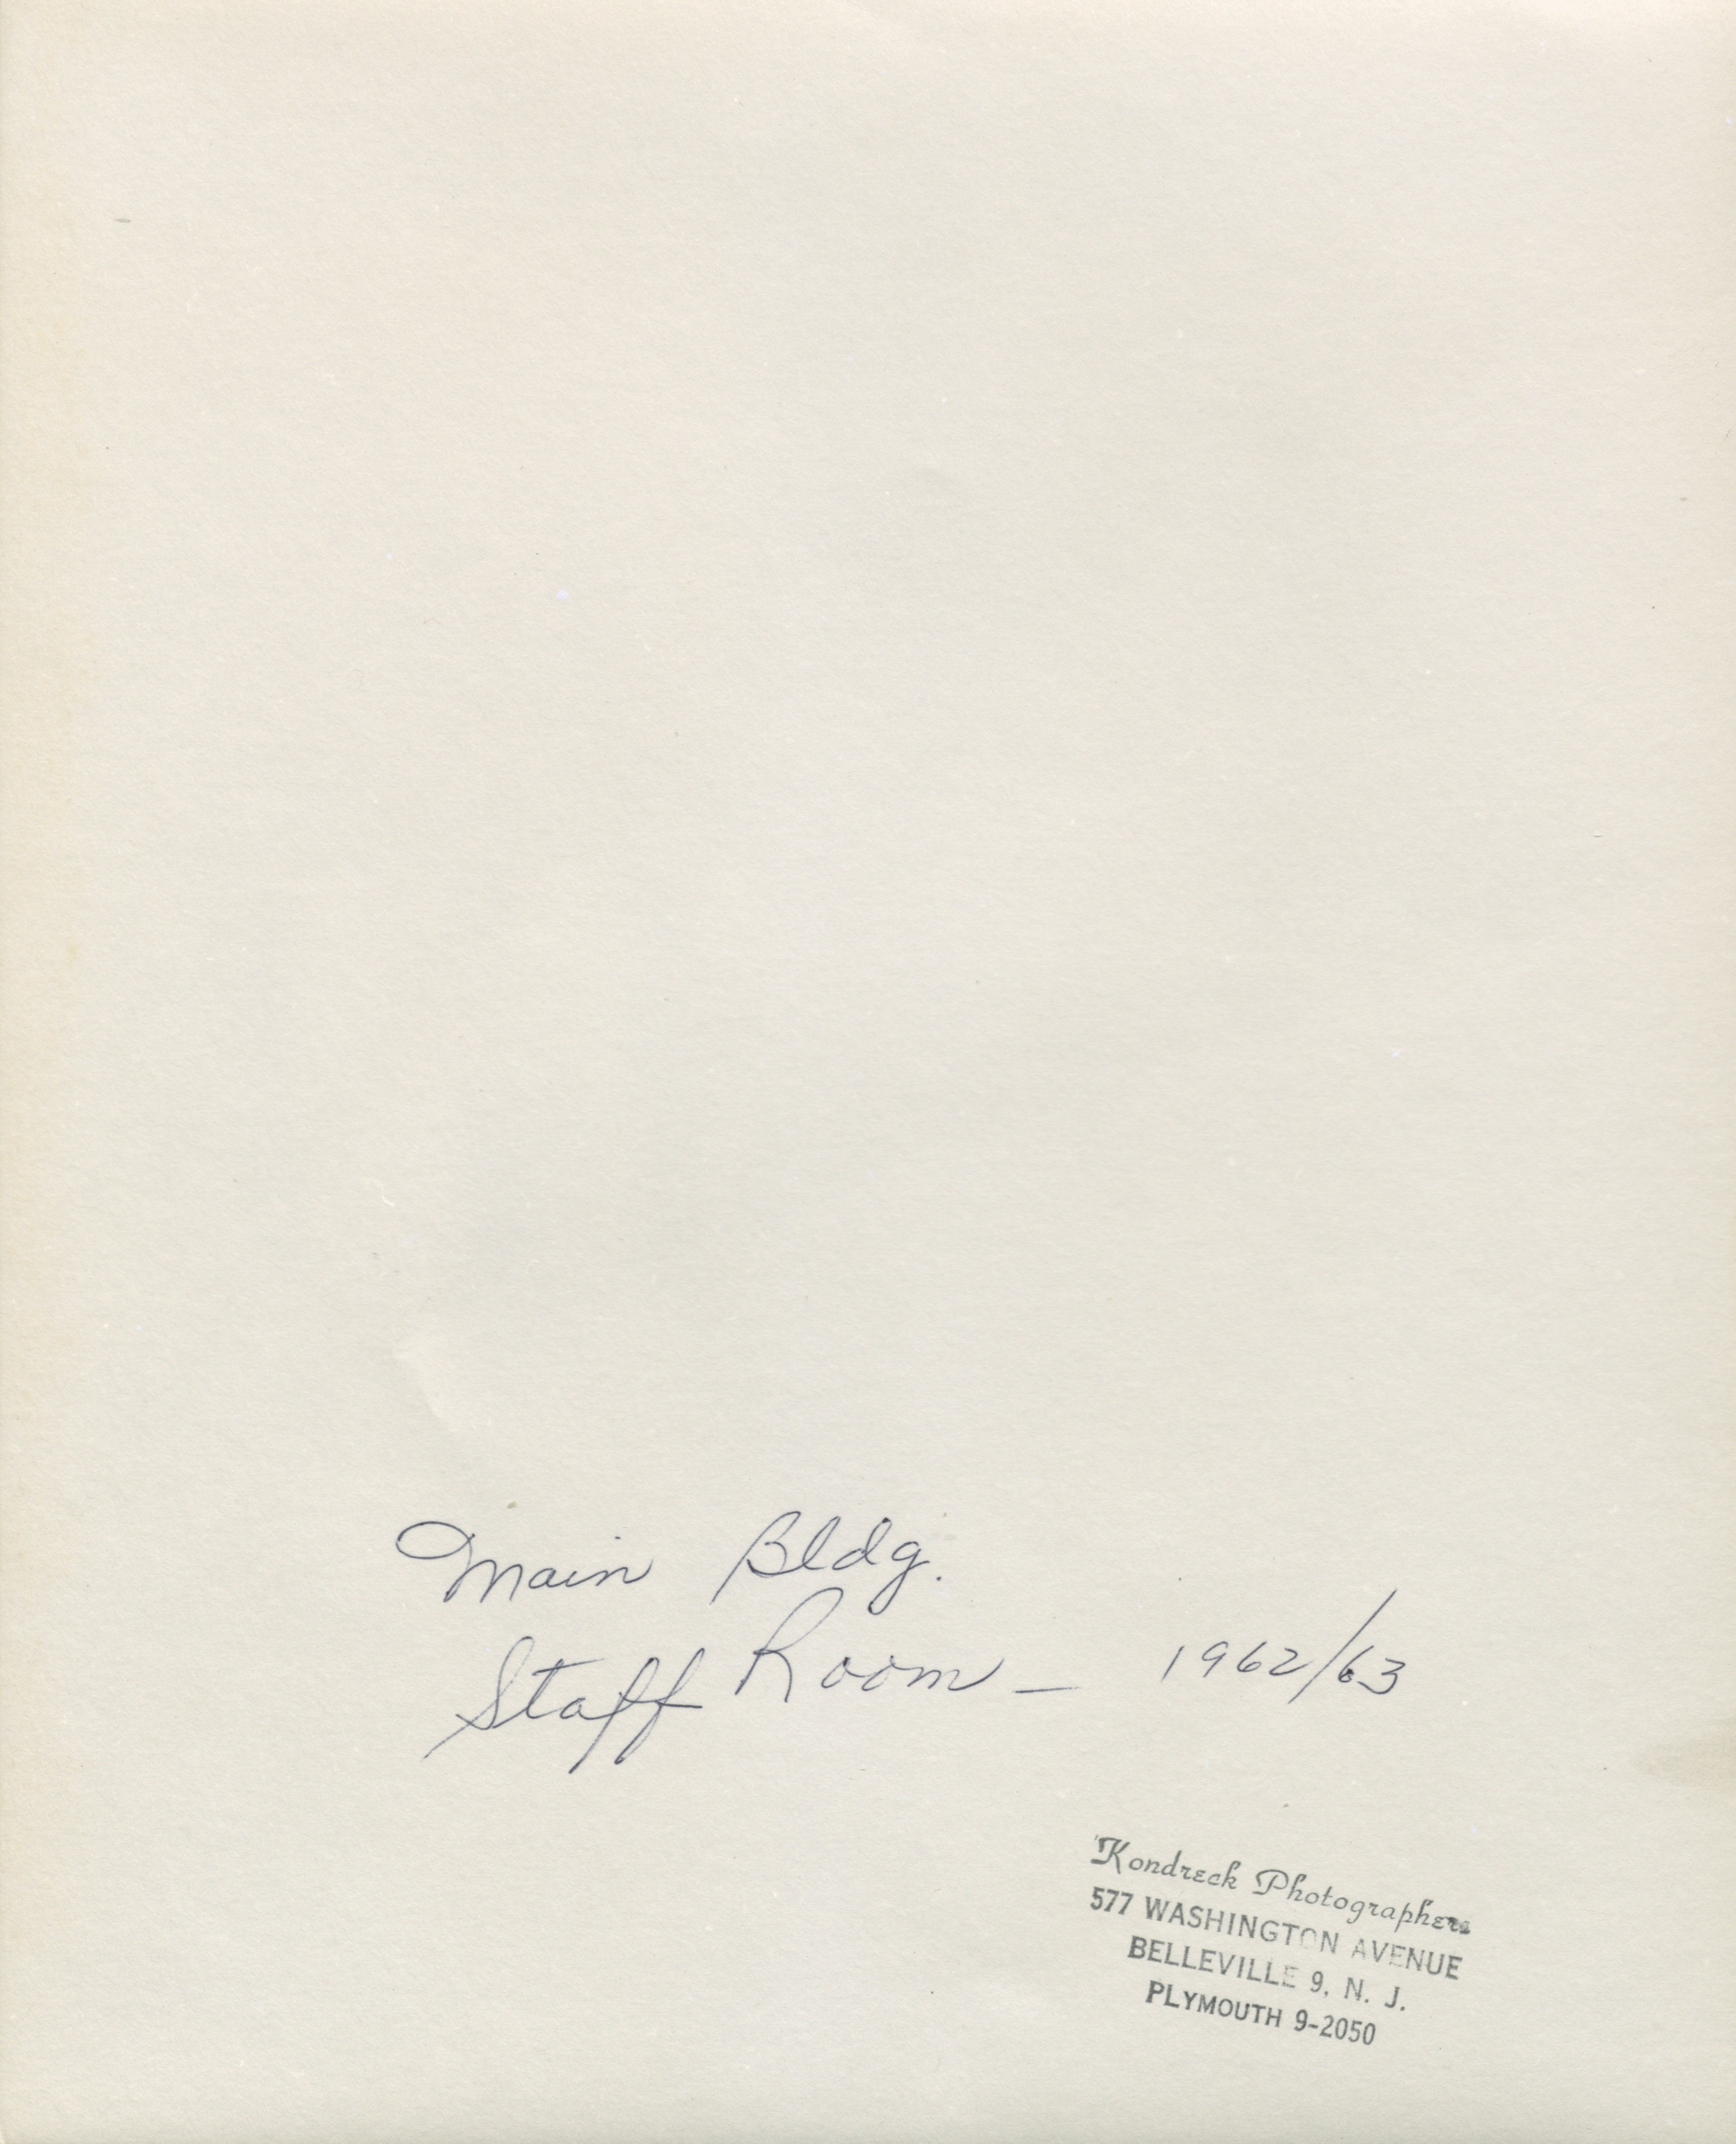 Main Bldg.
Staff Room - 1962/63
Kondreck Photographers
577 WASHINGTON AVENUE
BELLEVILLE 9, N. J.
PLYMOUTH 9-2050